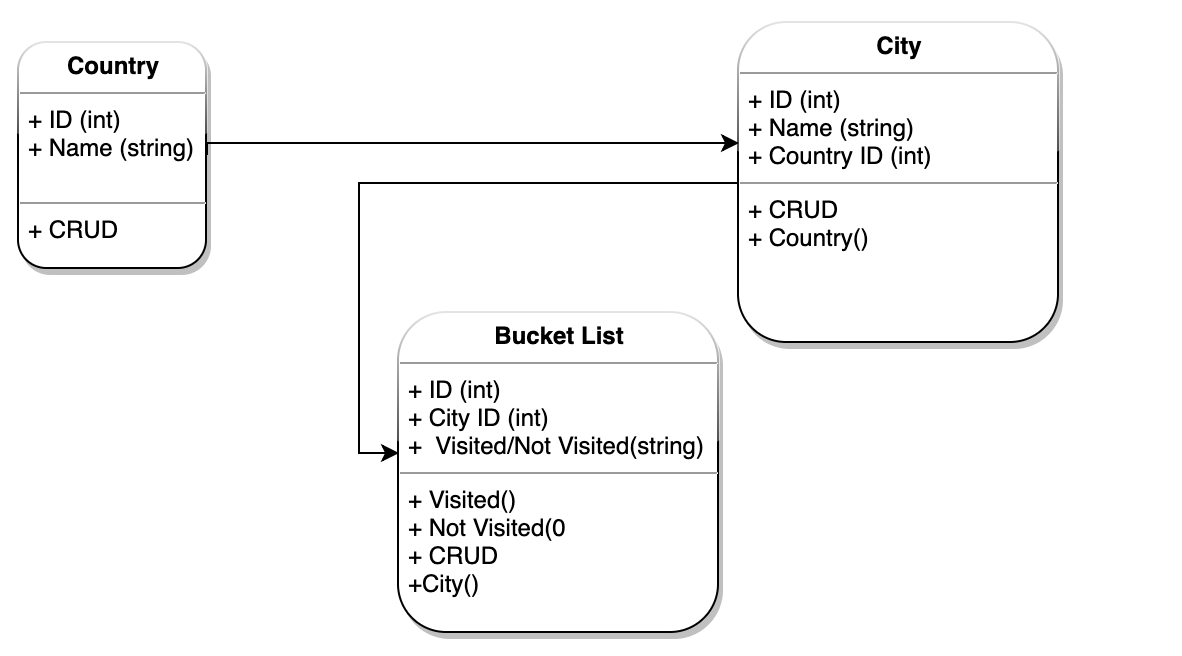 Country
+ ID (int)
+ Name (string)
+ CRUD
City
+ ID (int)
+ Name (string)
+ Country ID (int)
+ CRUD
+ Country()
Bucket List
+ ID (int)
+ City ID (int)
+  Visited/Not Visited(string)
+ Visited()
+ Not Visited(0
+ CRUD
+City()